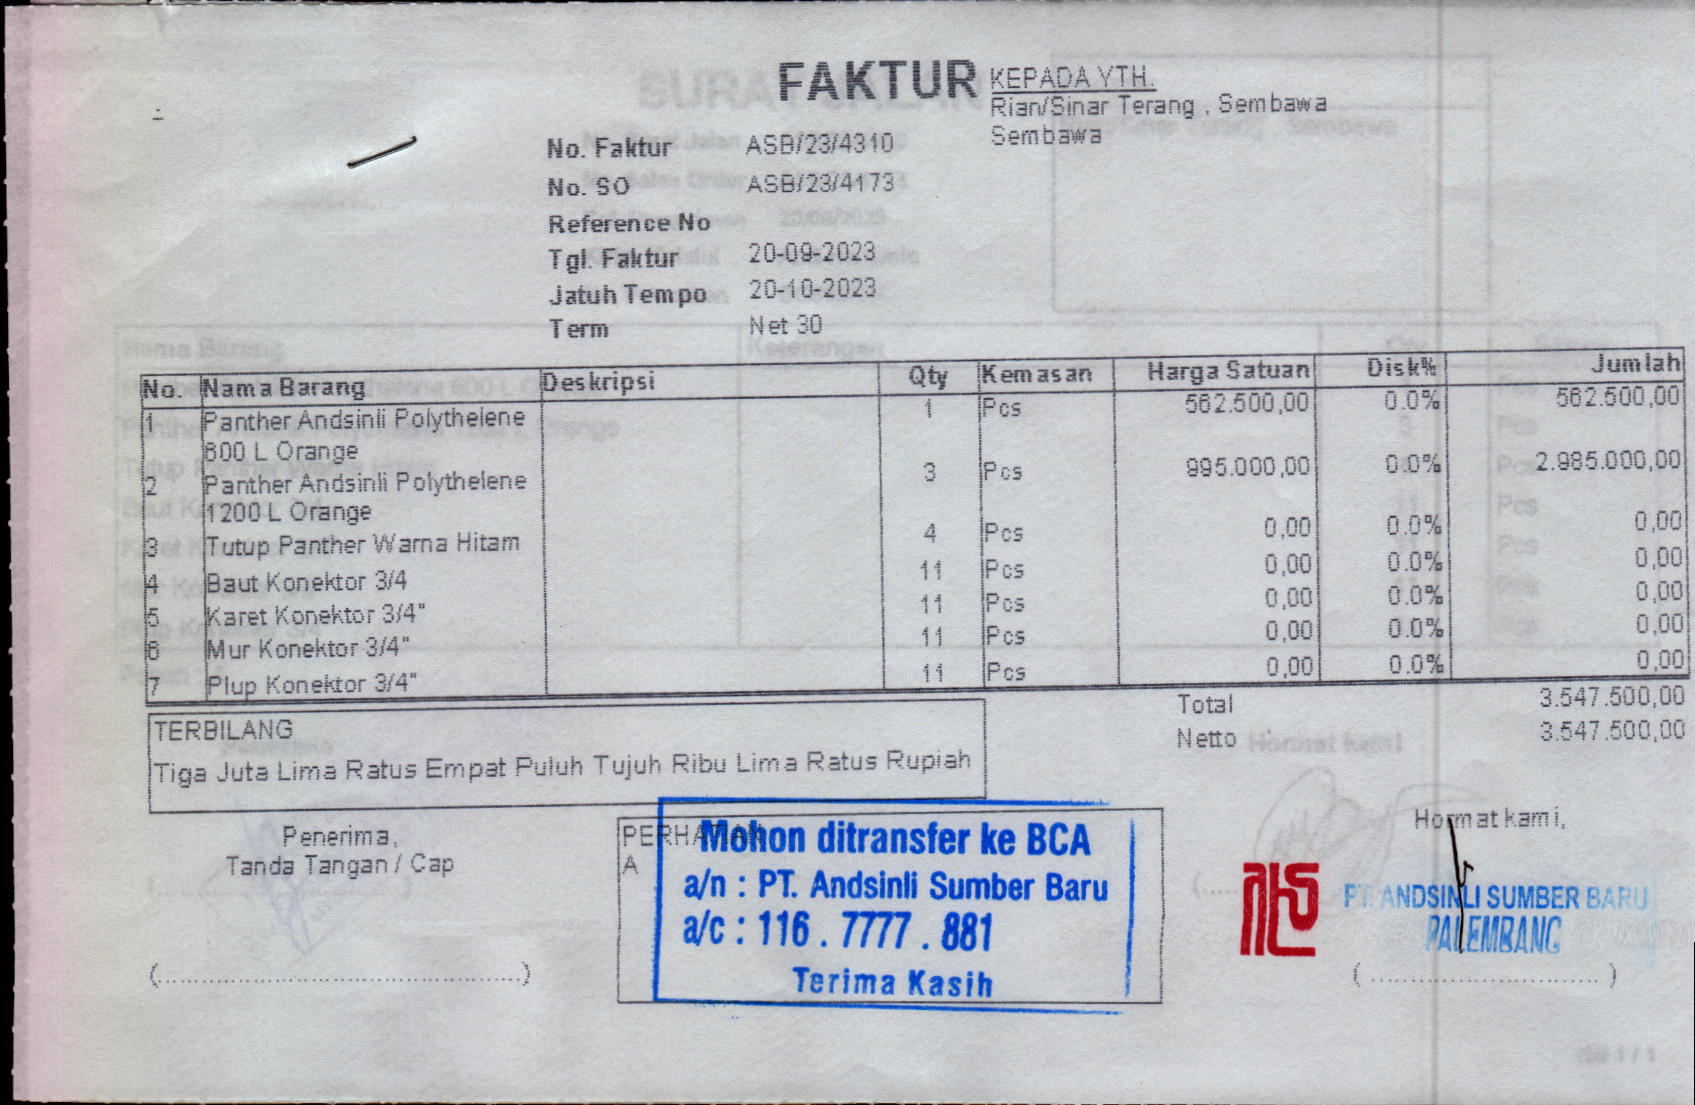 FAKTUR
KEPADA YTH.
Rian/Sinar Terang , Sembawa
Sembawa
No. Faktur ASB/23/4310
No. SO ASB/23/4173
Reference No
Tgl. Faktur 20-09-2023
Jatuh Tempo 20-10-2023
Term Net 30
No. Nama Barang Deskripsi Qty Kemasan Harga Satuan Disk% Jumlah
1 Panther Andsinli Polythelene 1 Pcs 562.500,00 0.0% 562.500,00
600 L Orange
2 Panther Andsinli Polythelene 3 Pcs 995.000,00 0.0% 2.985.000,00
1200 L Orange
3 Tutup Panther Warna Hitam 4 Pcs 0,00 0.0% 0,00
4 Baut Konektor 3/4 11 Pcs 0,00 0.0% 0,00
5 Karet Konektor 3/4" 11 Pcs 0,00 0.0% 0,00
6 Mur Konektor 3/4" 11 Pcs 0,00 0.0% 0,00
7 Plup Konektor 3/4" 11 Pcs 0,00 0.0% 0,00
Total 3.547.500,00
Netto 3.547.500,00
TERBILANG
Tiga Juta Lima Ratus Empat Puluh Tujuh Ribu Lima Ratus Rupiah
Penerima,
Tanda Tangan / Cap
(.............................................)
PERHATIAN
A
Mohon ditransfer ke BCA
a/n : PT. Andsinli Sumber Baru
a/c : 116 . 7777 . 881
Terima Kasih
Hormat kami,
PT. ANDSINLI SUMBER BARU
PALEMBANG
(............................)